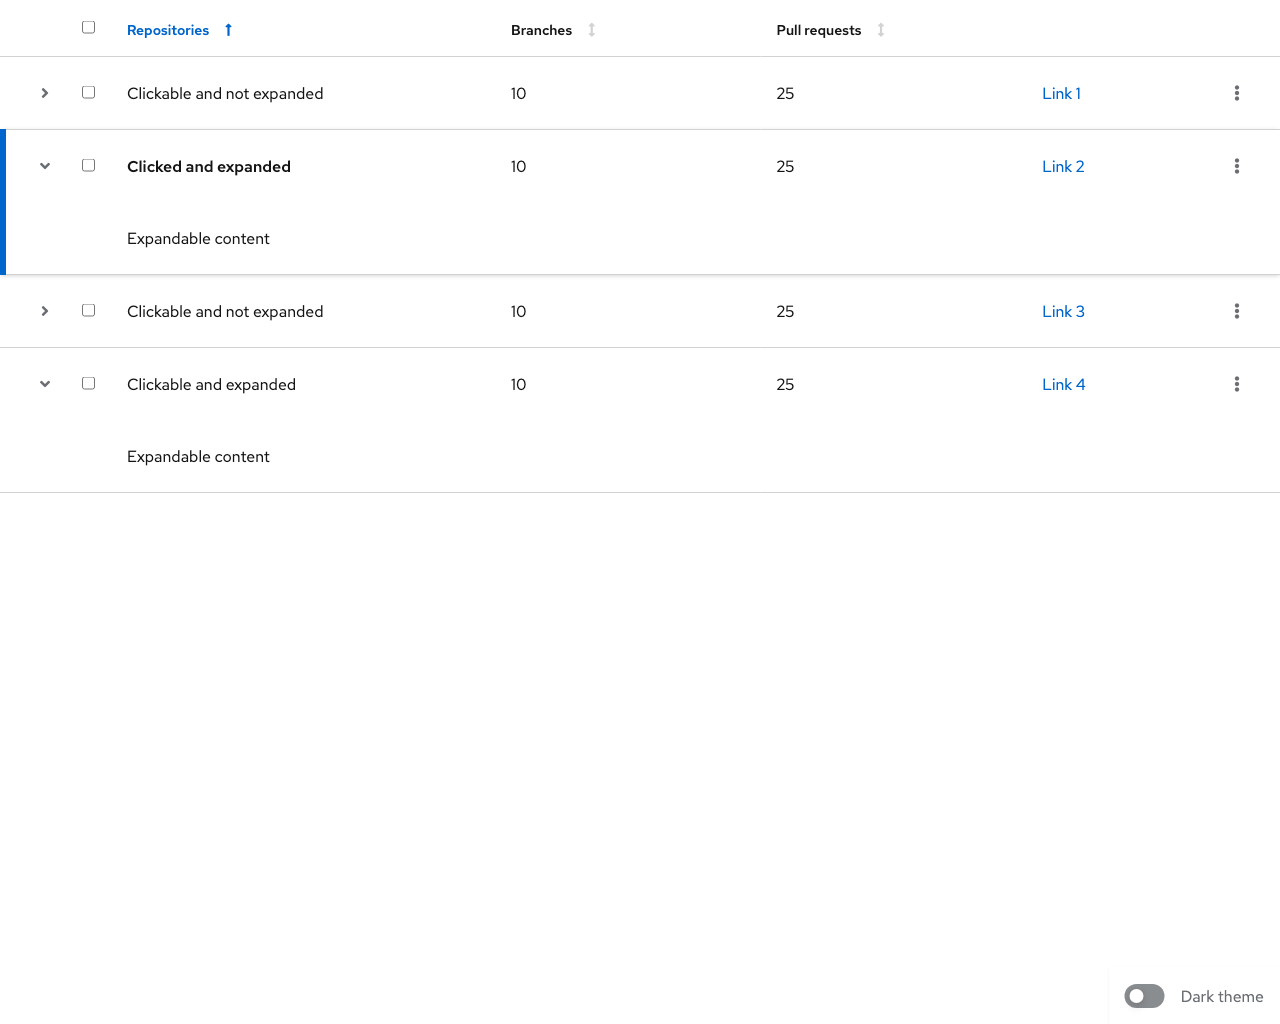 Repositories Branches Pull requests
Clickable and not expanded 10 25 Link 1
Clicked and expanded 10 25 Link 2
Expandable content
Clickable and not expanded 10 25 Link 3
Clickable and expanded 10 25 Link 4
Expandable content
Dark theme